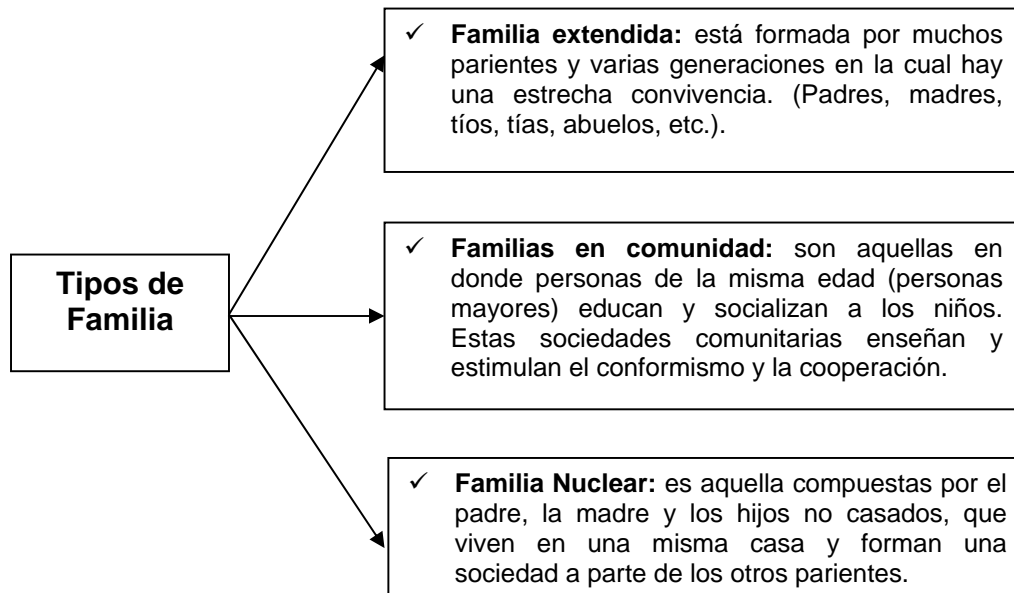 Tipos de
Familia
✓ Familia extendida: está formada por muchos
parientes y varias generaciones en la cual hay
una estrecha convivencia. (Padres, madres,
tíos, tías, abuelos, etc.).
✓ Familias en comunidad: son aquellas en
donde personas de la misma edad (personas
mayores) educan y socializan a los niños.
Estas sociedades comunitarias enseñan y
estimulan el conformismo y la cooperación.
✓ Familia Nuclear: es aquella compuestas por el
padre, la madre y los hijos no casados, que
viven en una misma casa y forman una
sociedad a parte de los otros parientes.